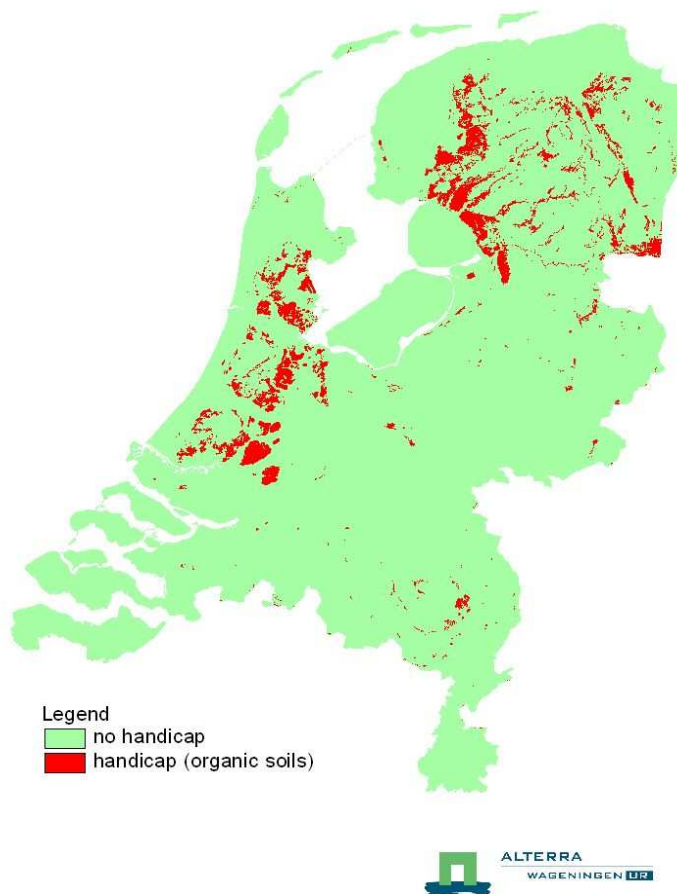 Legend
no handicap
handicap (organic soils)
ALTERRA
WAGENINGEN UR